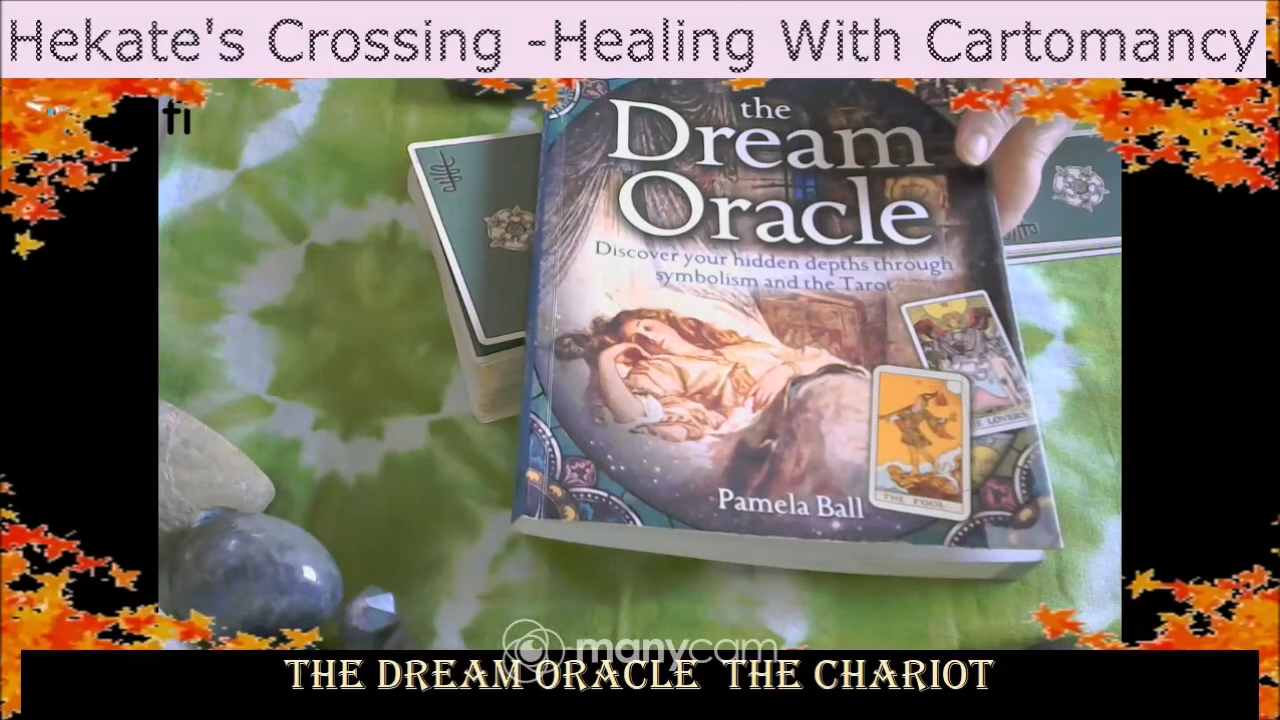 Hekate's Crossing -Healing With Cartomancy
fi
the
Dream
Oracle
Discover your hidden depths through
symbolism and the Tarot
THE LOVERS
THE FOOL
Pamela Ball
manycam
THE DREAM ORACLE THE CHARIOT